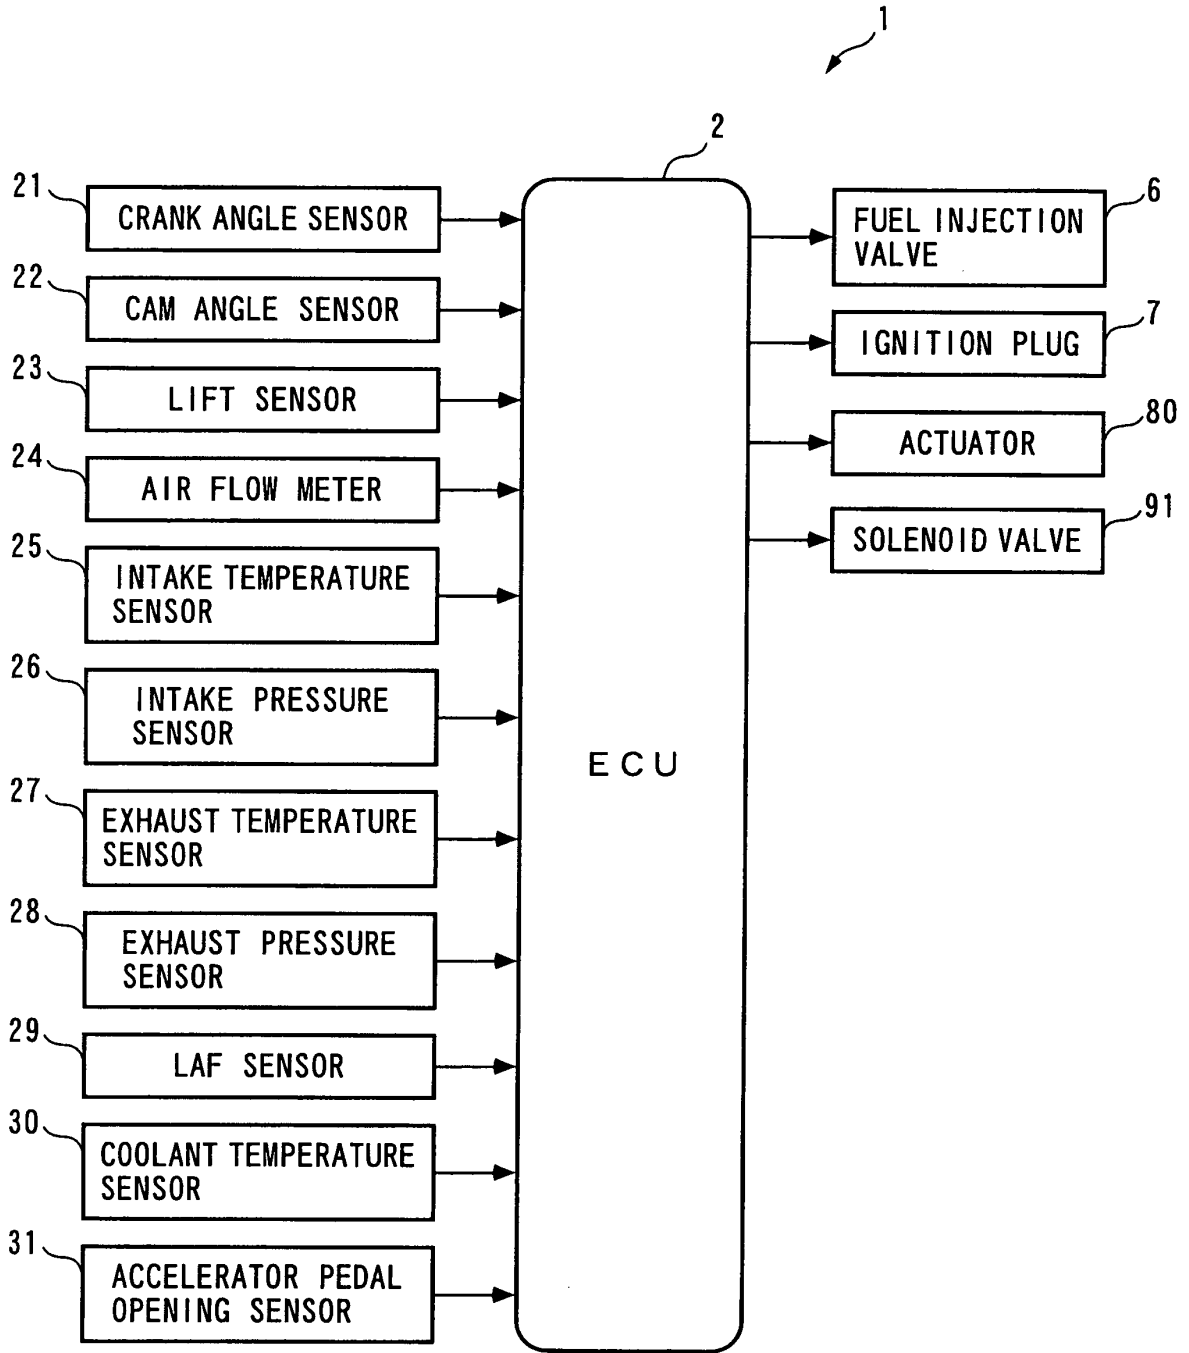 1
2
21
CRANK ANGLE SENSOR
22
CAM ANGLE SENSOR
23
LIFT SENSOR
24
AIR FLOW METER
25
INTAKE TEMPERATURE
SENSOR
26
INTAKE PRESSURE
SENSOR
27
EXHAUST TEMPERATURE
SENSOR
28
EXHAUST PRESSURE
SENSOR
29
LAF SENSOR
30
COOLANT TEMPERATURE
SENSOR
31
ACCELERATOR PEDAL
OPENING SENSOR
ECU
6
FUEL INJECTION
VALVE
7
IGNITION PLUG
80
ACTUATOR
91
SOLENOID VALVE